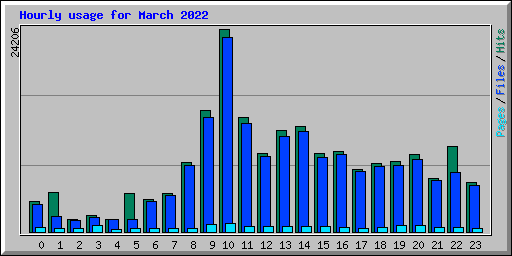 Hourly usage for March 2022
24206
Pages/Files/Hits
0 1 2 3 4 5 6 7 8 9 10 11 12 13 14 15 16 17 18 19 20 21 22 23